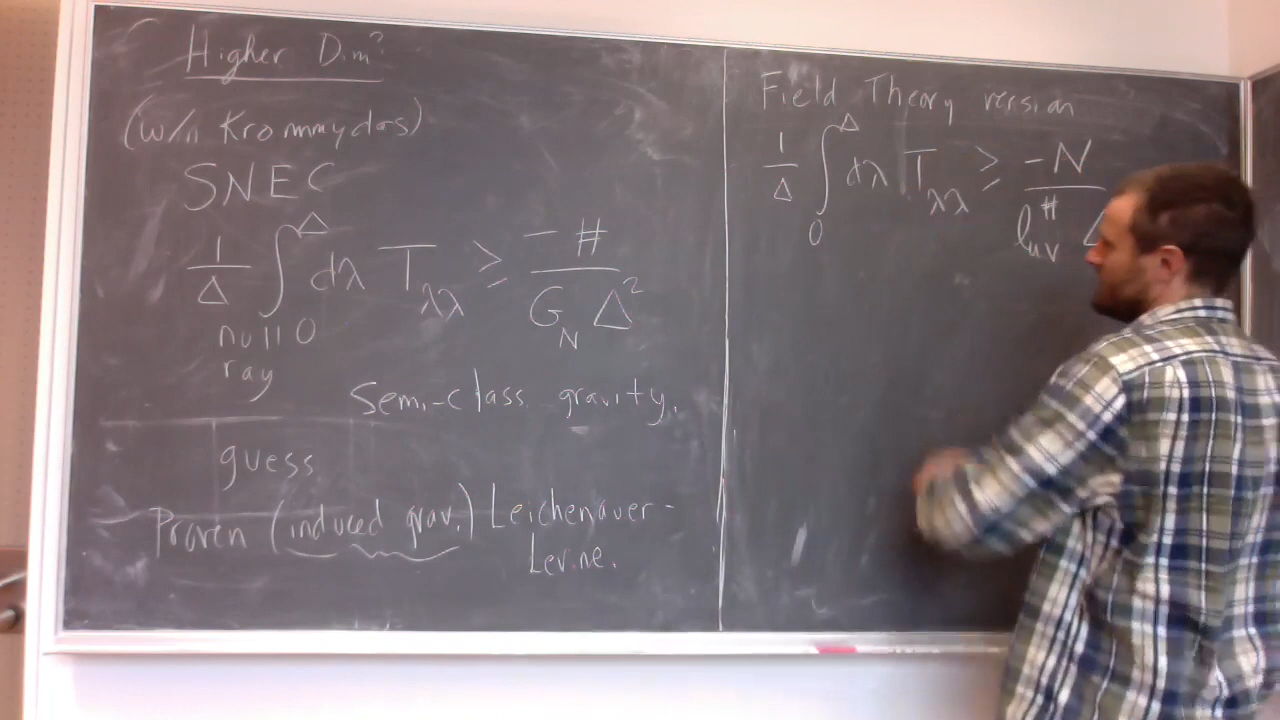 Higher Dim?
(w/ Krommydas)
SNEC
1/Δ ∫₀^Δ dλ T_λλ ≥ -#/(G_N Δ²)
null
ray
Semi-class gravity.
guess
Proven (induced grav.) Leichenauer-
Levine.
Field Theory version
1/Δ ∫₀^Δ dλ T_λλ ≥ -N/(l_uv^# Δ